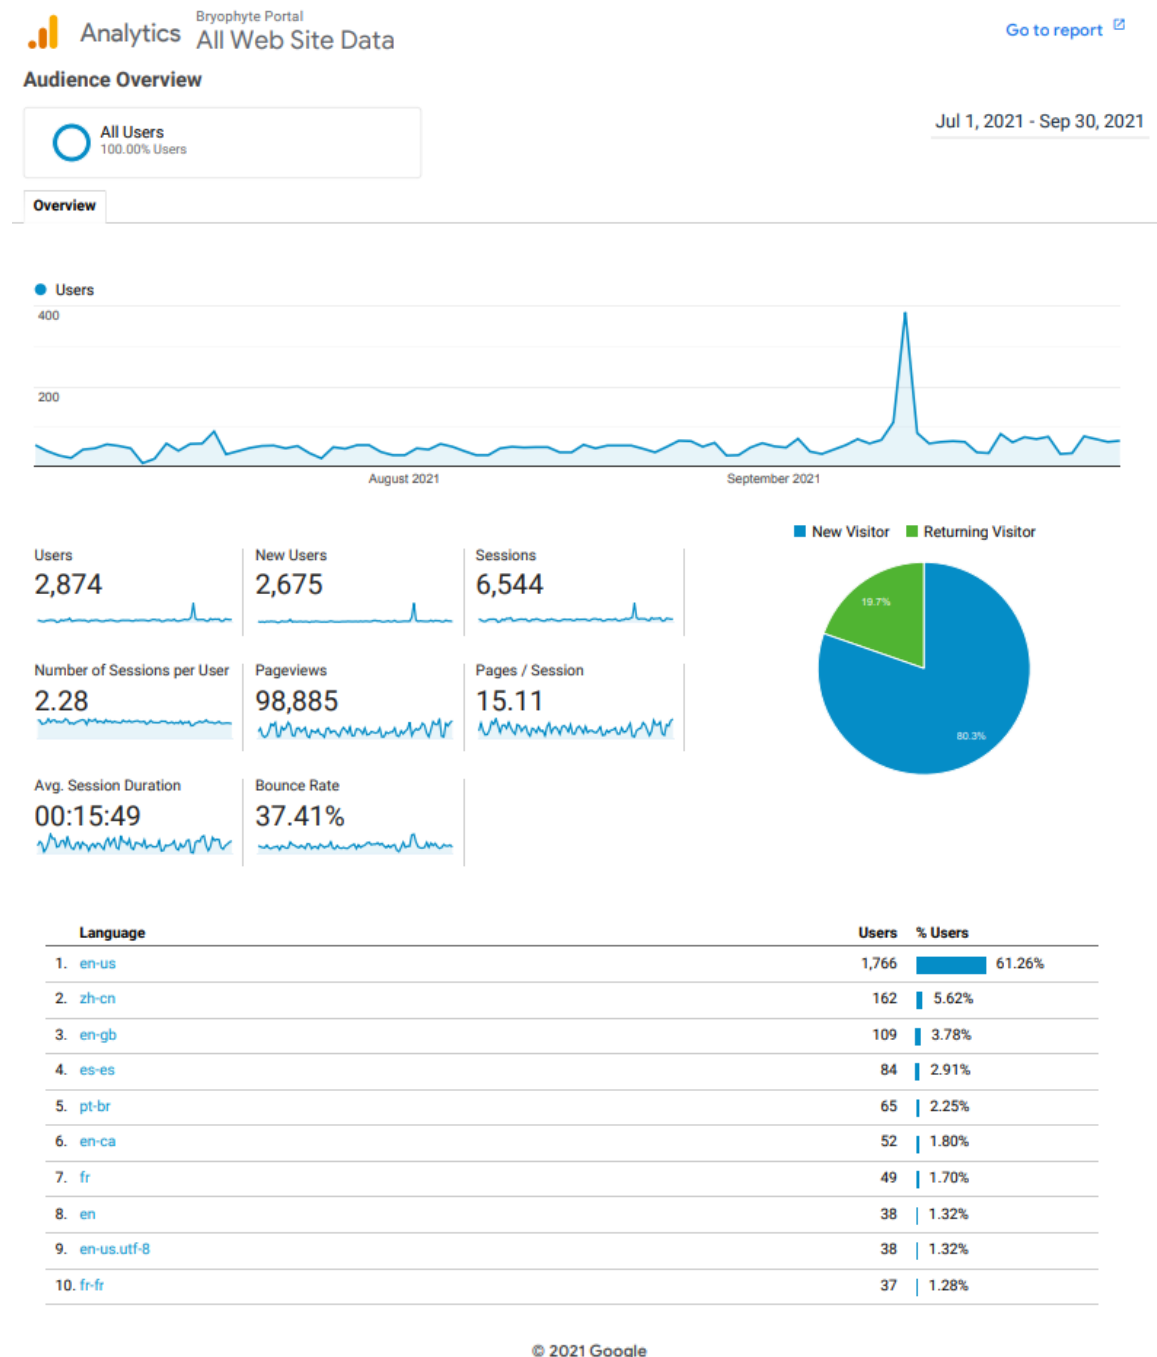 Analytics
Bryophyte Portal
All Web Site Data
Go to report
Audience Overview
All Users
100.00% Users
Jul 1, 2021 - Sep 30, 2021
Overview
Users
400
200
August 2021
September 2021
New Visitor
Returning Visitor
19.7%
80.3%
Users
2,874
New Users
2,675
Sessions
6,544
Number of Sessions per User
2.28
Pageviews
98,885
Pages / Session
15.11
Avg. Session Duration
00:15:49
Bounce Rate
37.41%
Language Users % Users
1. en-us 1,766 61.26%
2. zh-cn 162 5.62%
3. en-gb 109 3.78%
4. es-es 84 2.91%
5. pt-br 65 2.25%
6. en-ca 52 1.80%
7. fr 49 1.70%
8. en 38 1.32%
9. en-us.utf-8 38 1.32%
10. fr-fr 37 1.28%
© 2021 Google